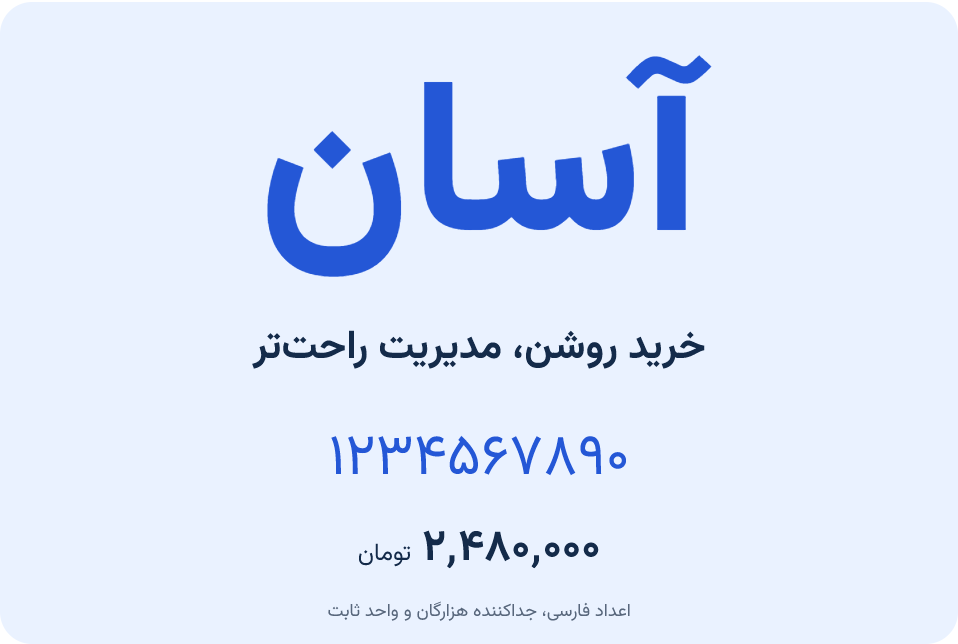 آسان
خرید روشن، مدیریت راحت‌تر
۱۲۳۴۵۶۷۸۹۰
۲,۴۸۰,۰۰۰ تومان
اعداد فارسی، جداکننده هزارگان و واحد ثابت